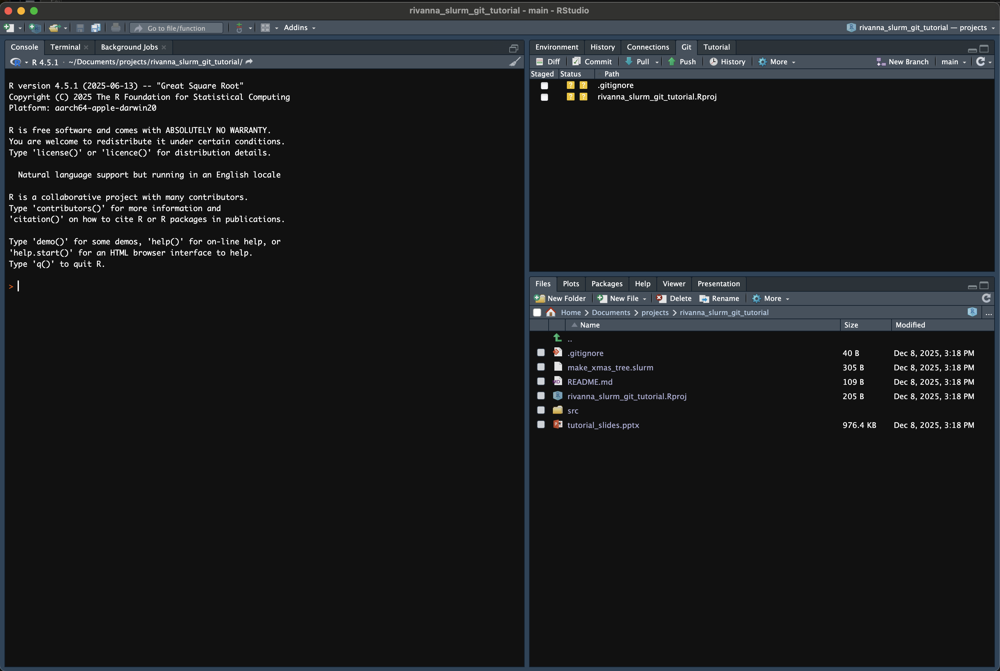 rivanna_slurm_git_tutorial - main - RStudio
Go to file/function
Addins
rivanna_slurm_git_tutorial — projects
Console
Terminal
Background Jobs
R 4.5.1 · ~/Documents/projects/rivanna_slurm_git_tutorial/
R version 4.5.1 (2025-06-13) -- "Great Square Root"
Copyright (C) 2025 The R Foundation for Statistical Computing
Platform: aarch64-apple-darwin20
R is free software and comes with ABSOLUTELY NO WARRANTY.
You are welcome to redistribute it under certain conditions.
Type 'license()' or 'licence()' for distribution details.
Natural language support but running in an English locale
R is a collaborative project with many contributors.
Type 'contributors()' for more information and
'citation()' on how to cite R or R packages in publications.
Type 'demo()' for some demos, 'help()' for on-line help, or
'help.start()' for an HTML browser interface to help.
Type 'q()' to quit R.
>
Environment History Connections Git Tutorial
Diff Commit Pull Push History More New Branch main
Staged Status Path
? ? .gitignore
? ? rivanna_slurm_git_tutorial.Rproj
Files Plots Packages Help Viewer Presentation
New Folder New File Delete Rename More
Home Documents projects rivanna_slurm_git_tutorial ...
Name Size Modified
..
.gitignore 40 B Dec 8, 2025, 3:18 PM
make_xmas_tree.slurm 305 B Dec 8, 2025, 3:18 PM
README.md 109 B Dec 8, 2025, 3:18 PM
rivanna_slurm_git_tutorial.Rproj 205 B Dec 8, 2025, 3:18 PM
src
tutorial_slides.pptx 976.4 KB Dec 8, 2025, 3:18 PM